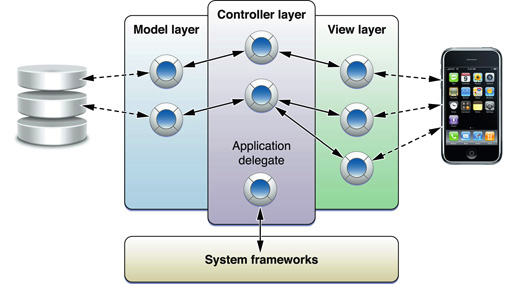 Controller layer
Model layer
View layer
Application
delegate
System frameworks